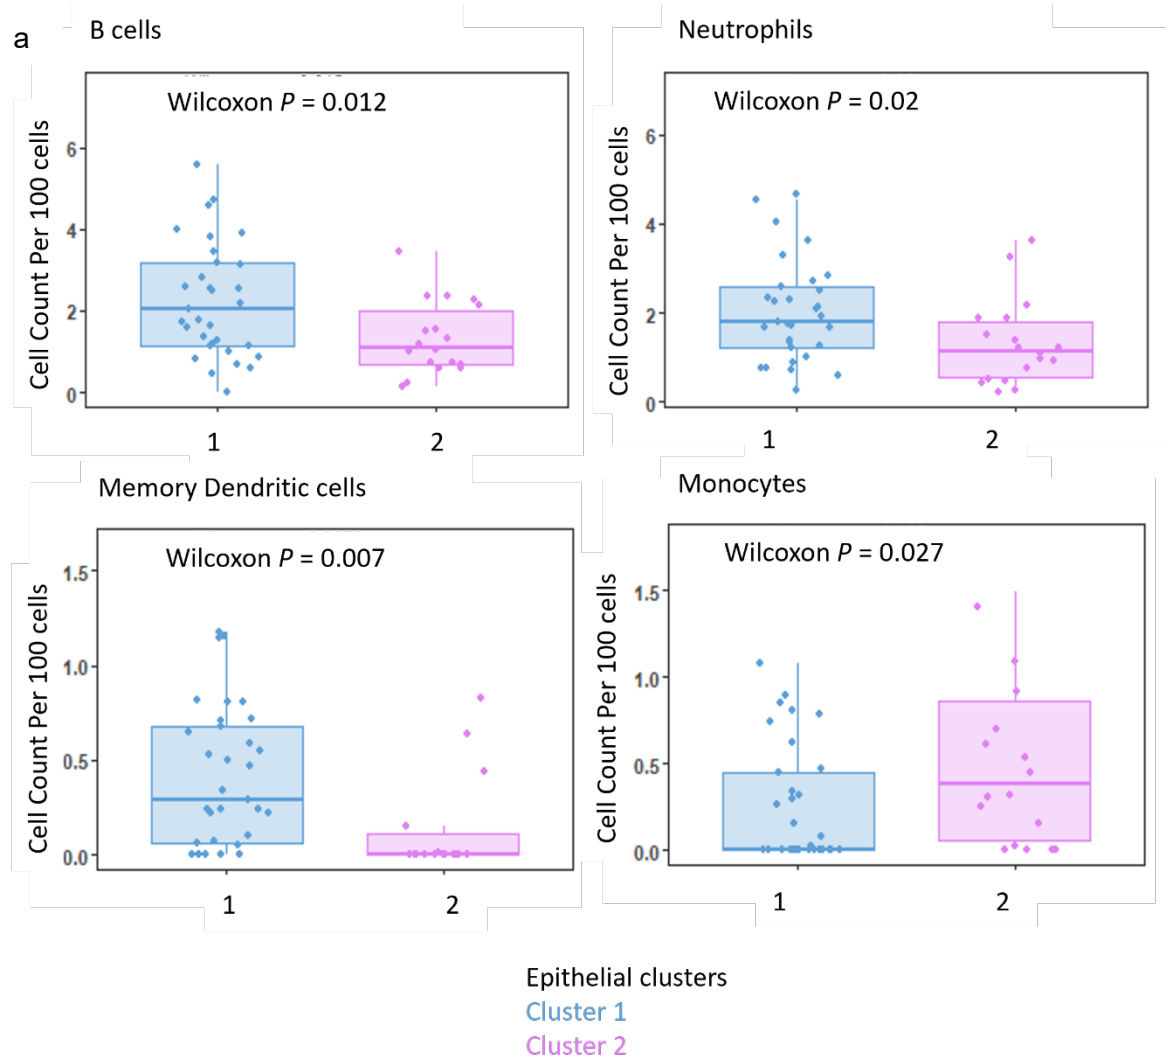 a
B cells
Wilcoxon P = 0.012
Cell Count Per 100 cells
6
4
2
0
1
2
Neutrophils
Wilcoxon P = 0.02
Cell Count Per 100 cells
6
4
2
0
1
2
Memory Dendritic cells
Wilcoxon P = 0.007
Cell Count Per 100 cells
1.5
1.0
0.5
0.0
1
2
Monocytes
Wilcoxon P = 0.027
Cell Count Per 100 cells
1.5
1.0
0.5
0.0
1
2
Epithelial clusters
Cluster 1
Cluster 2